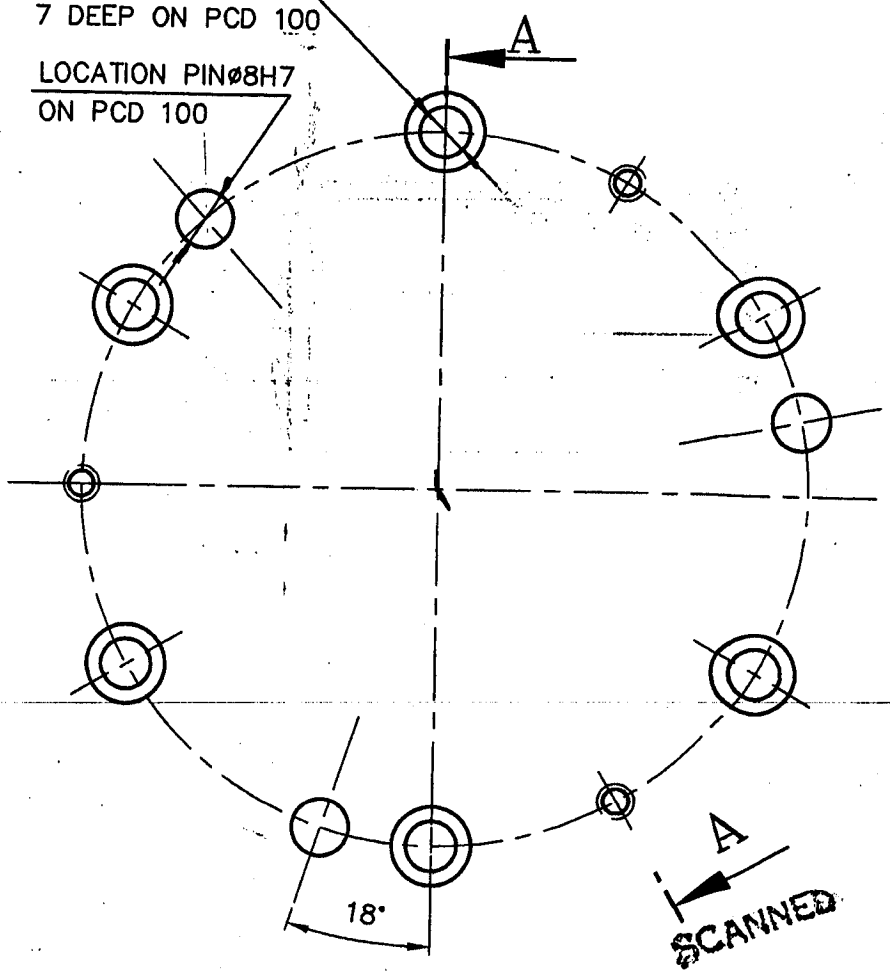 7 DEEP ON PCD 100
LOCATION PINø8H7
ON PCD 100
A
18°
A
SCANNED